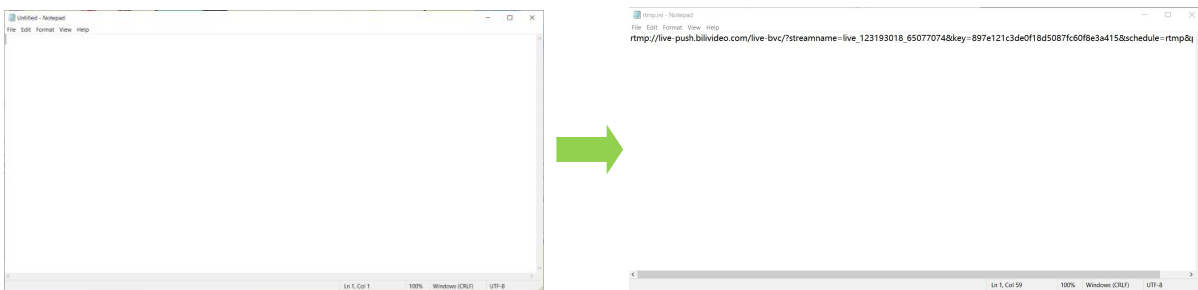 Untitled - Notepad
File Edit Format View Help
Ln 1, Col 1 100% Windows (CRLF) UTF-8
rtmp.ini - Notepad
File Edit Format View Help
rtmp://live-push.bilivideo.com/live-bvc/?streamname=live_123193018_65077074&key=897e121c3de0f18d5087fc60f8e3a415&schedule=rtmp&
Ln 1, Col 59 100% Windows (CRLF) UTF-8